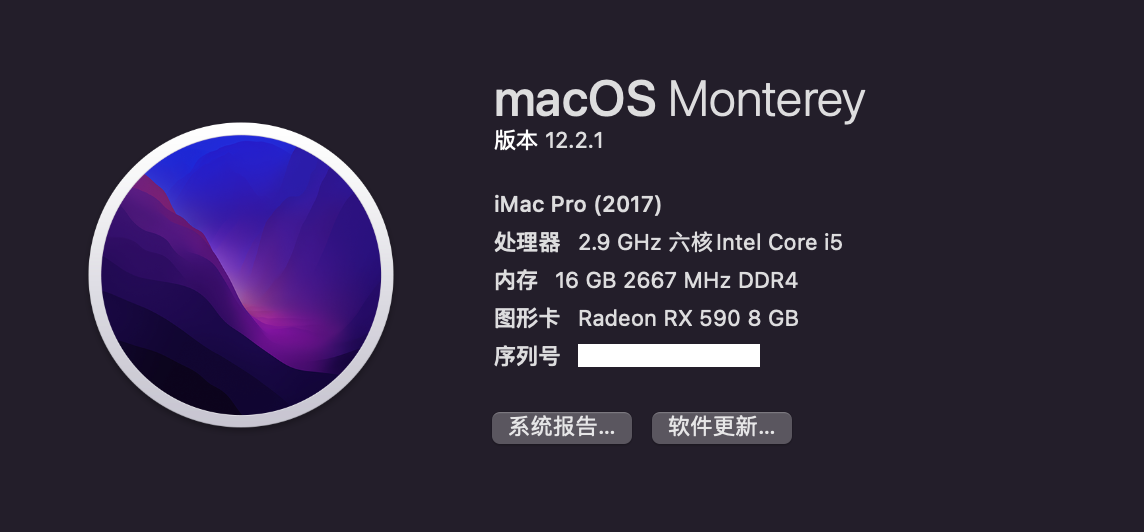 macOS Monterey
版本 12.2.1
iMac Pro (2017)
处理器 2.9 GHz 六核Intel Core i5
内存 16 GB 2667 MHz DDR4
图形卡 Radeon RX 590 8 GB
序列号
系统报告...
软件更新...